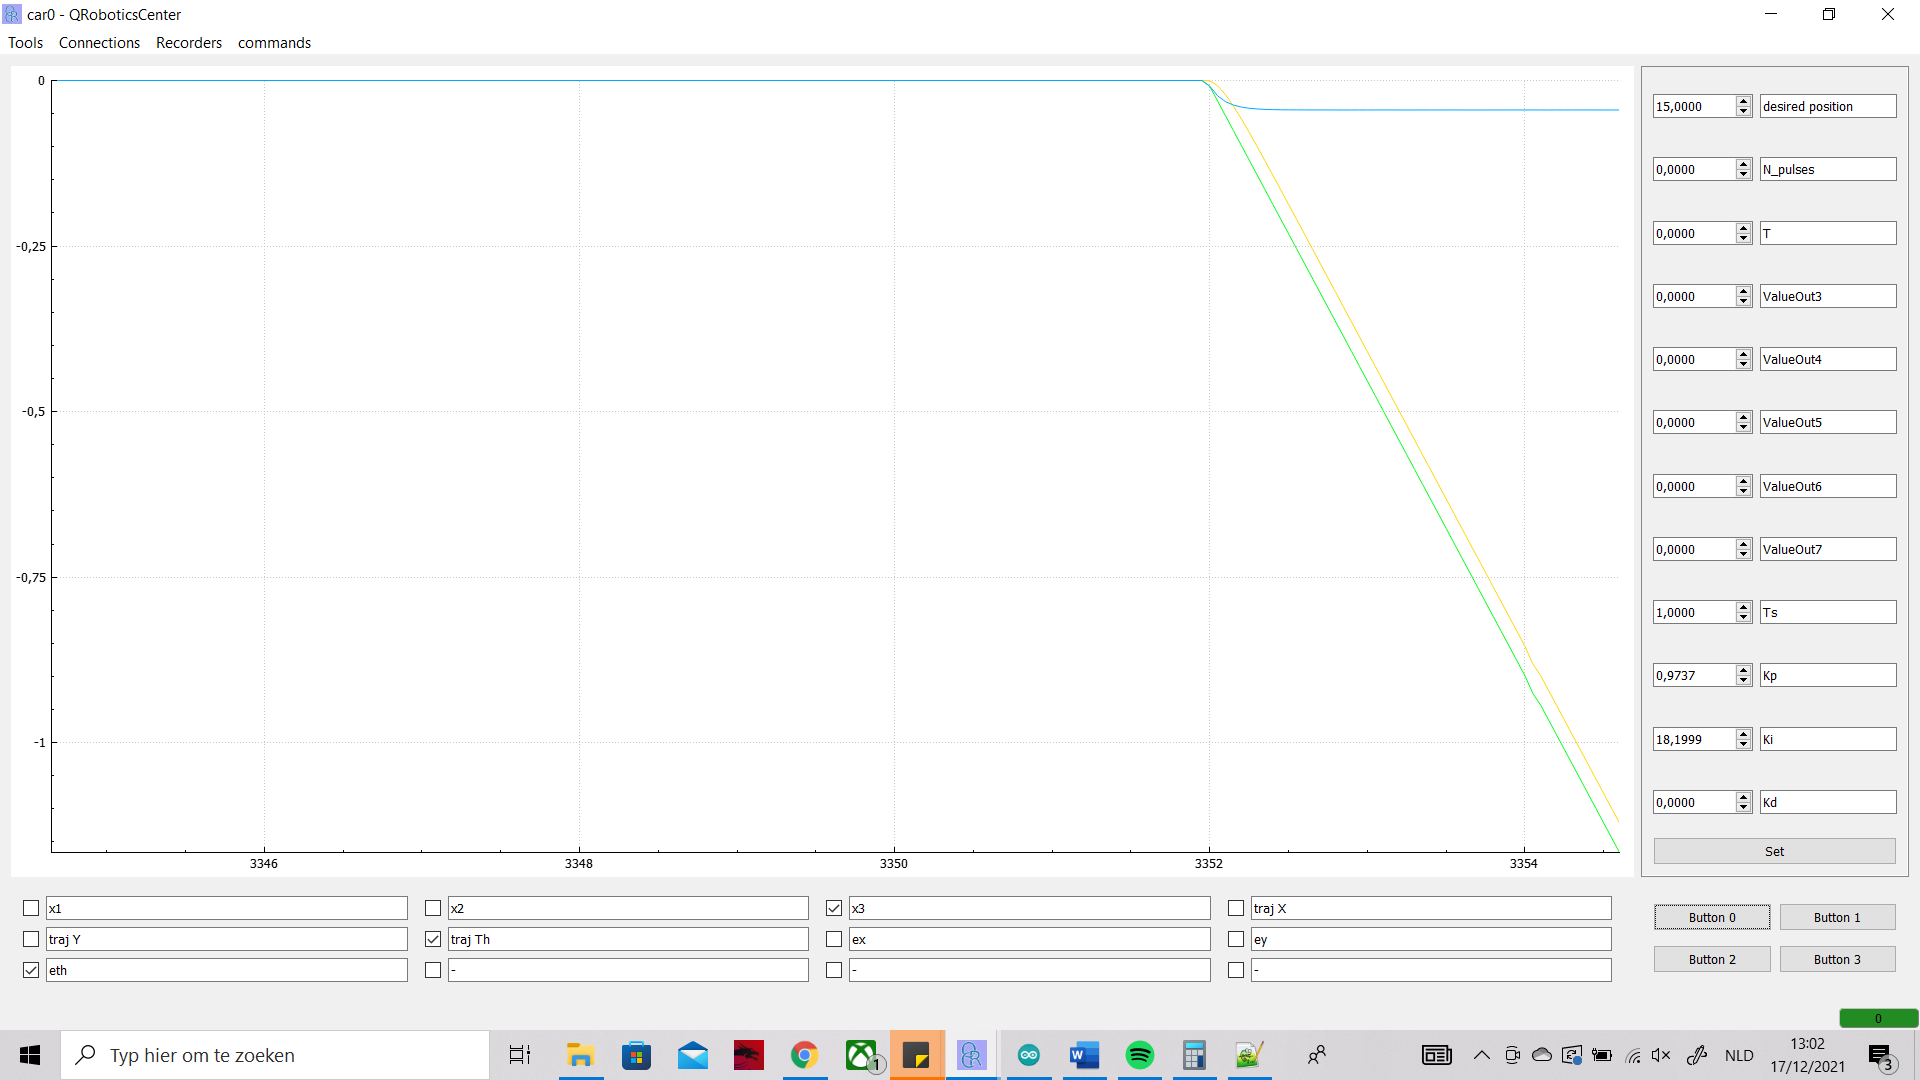 car0 - QRoboticsCenter
Tools Connections Recorders commands
0
-0,25
-0,5
-0,75
-1
3346 3348 3350 3352 3354
15,0000 desired position
0,0000 N_pulses
0,0000 T
0,0000 ValueOut3
0,0000 ValueOut4
0,0000 ValueOut5
0,0000 ValueOut6
0,0000 ValueOut7
1,0000 Ts
0,9737 Kp
18,1999 Ki
0,0000 Kd
Set
x1 x2 x3 traj X
traj Y traj Th ex ey
eth - - -
Button 0 Button 1
Button 2 Button 3
0
Typ hier om te zoeken
1
NLD
13:02
17/12/2021
3